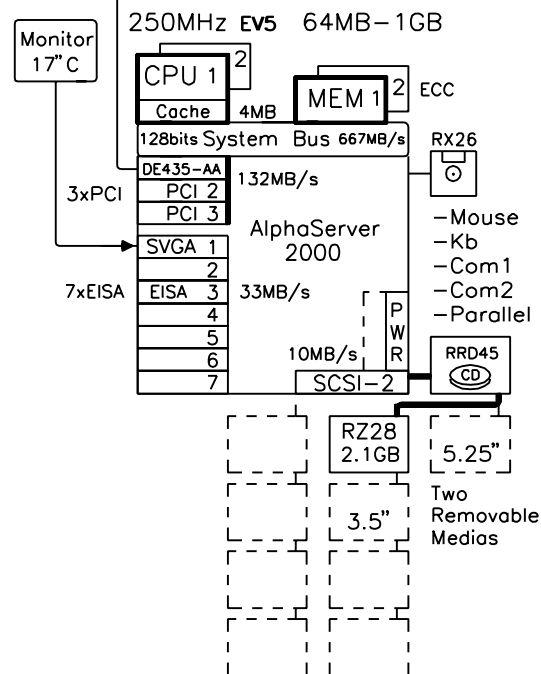 250MHz EV5 64MB-1GB
Monitor
17"C
CPU 1
2
Cache
4MB
MEM 1
2
ECC
128bits System Bus 667MB/s
RX26
DE435-AA
132MB/s
3xPCI
PCI 2
PCI 3
AlphaServer
2000
SVGA 1
2
7xEISA
EISA 3
33MB/s
4
5
6
7
-Mouse
-Kb
-Com1
-Com2
-Parallel
PWR
10MB/s
SCSI-2
RRD45
CD
RZ28
2.1GB
5.25"
3.5"
Two
Removable
Medias